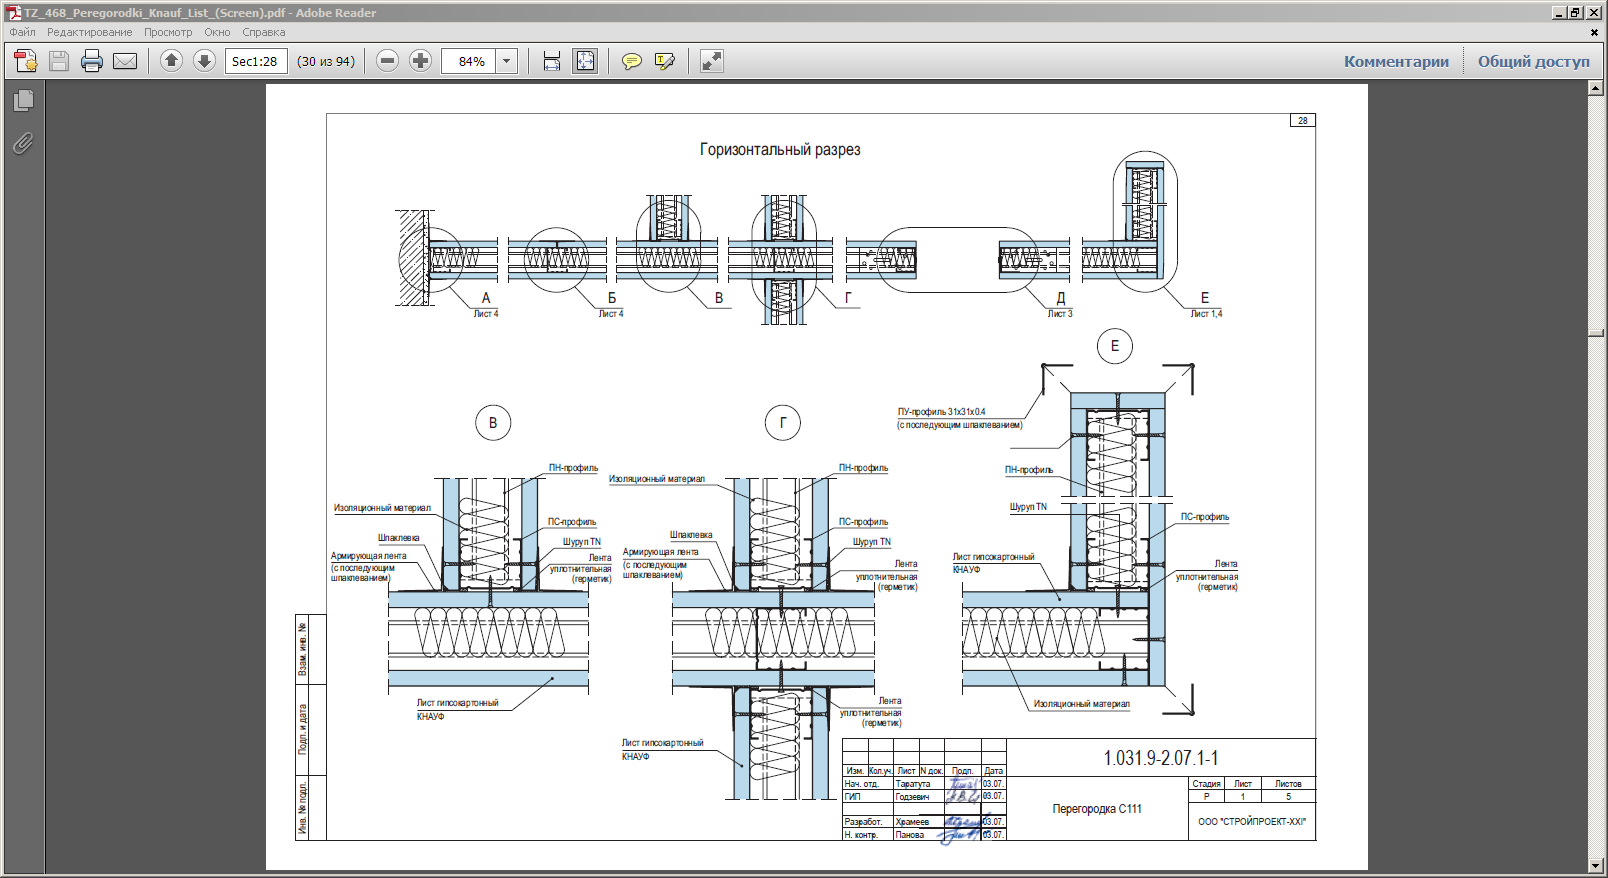 TZ_468_Peregorodki_Knauf_List_(Screen).pdf - Adobe Reader
Файл Редактирование Просмотр Окно Справка
Sec1:28 (30 из 94) 84% Комментарии Общий доступ
28
Горизонтальный разрез
А Б В Г Д Е
Лист 4 Лист 4 Лист 3 Лист 1,4
Е
ПУ-профиль 31х31х0.4
(с последующим шпаклеванием)
В
Г
ПН-профиль
Изоляционный материал
ПН-профиль
ПН-профиль
Изоляционный материал
ПС-профиль
ПС-профиль
Шуруп TN
ПС-профиль
Шпаклевка
Шуруп TN
Шпаклевка
Шуруп TN
Армирующая лента
(с последующим
шпаклеванием)
Лента
уплотнительная
(герметик)
Армирующая лента
(с последующим
шпаклеванием)
Лента
уплотнительная
(герметик)
Лист гипсокартонный
КНАУФ
Лента
уплотнительная
(герметик)
Лист гипсокартонный
КНАУФ
Лента
уплотнительная
(герметик)
Изоляционный материал
Лист гипсокартонный
КНАУФ
Взам. инв. №
Подп. и дата
Инв. № подл.
1.031.9-2.07.1-1
Изм. Кол.уч. Лист N док. Подп. Дата
Нач. отд. Таратута 03.07.
ГИП Годзевич 03.07.
Разработ. Храмеев 03.07.
Н. контр. Панова 03.07.
Перегородка С111
Стадия Лист Листов
Р 1 5
ООО "СТРОЙПРОЕКТ-XXI"